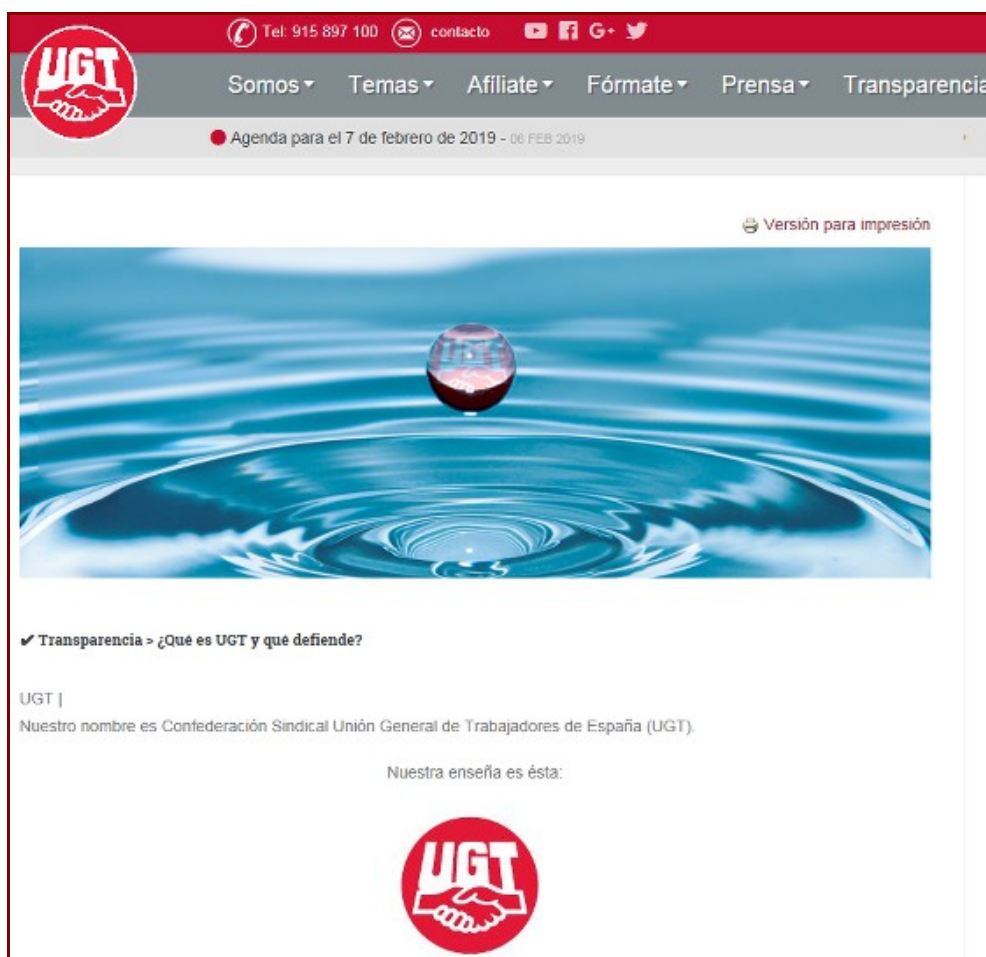 UGT
Tel: 915 897 100 contacto G+
Somos Temas Afíliate Fórmate Prensa Transparencia
Agenda para el 7 de febrero de 2019 - 06 FEB 2019
Versión para impresión
UGT
✔ Transparencia > ¿Qué es UGT y qué defiende?
UGT |
Nuestro nombre es Confederación Sindical Unión General de Trabajadores de España (UGT).
Nuestra enseña es ésta:
UGT